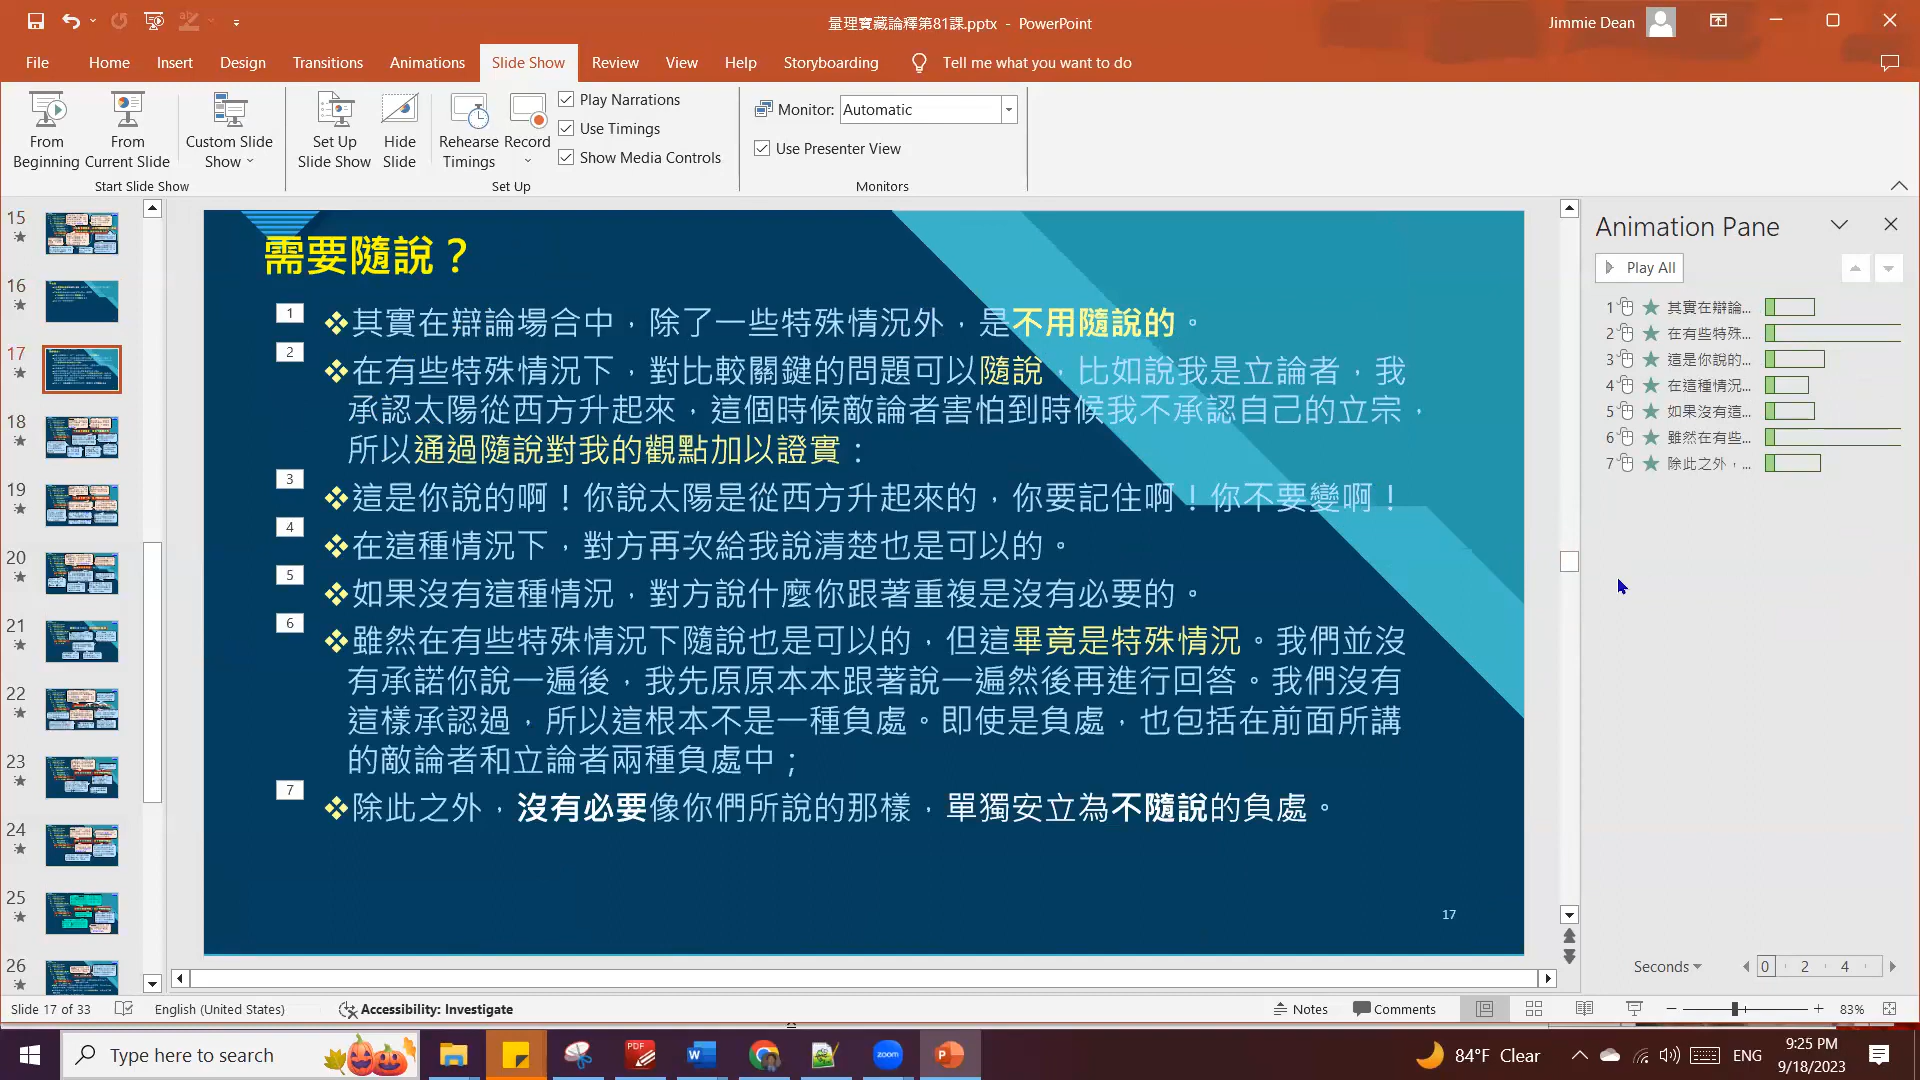 量理寶藏論釋第81課.pptx - PowerPoint
Jimmie Dean
File Home Insert Design Transitions Animations Slide Show Review View Help Storyboarding Tell me what you want to do
From Beginning
From Current Slide
Custom Slide Show
Start Slide Show
Set Up Slide Show
Hide Slide
Rehearse Timings
Record
Play Narrations
Use Timings
Show Media Controls
Set Up
Monitor: Automatic
Use Presenter View
Monitors
15
16
17
18
19
20
21
22
23
24
25
26
需要隨說？
1
❖其實在辯論場合中，除了一些特殊情況外，是不用隨說的。
2
❖在有些特殊情況下，對比較關鍵的問題可以隨說，比如說我是立論者，我
承認太陽從西方升起來，這個時候敵論者害怕到時候我不承認自己的立宗，
所以通過隨說對我的觀點加以證實：
3
❖這是你說的啊！你說太陽是從西方升起來的，你要記住啊！你不要變啊！
4
❖在這種情況下，對方再次給我說清楚也是可以的。
5
❖如果沒有這種情況，對方說什麼你跟著重複是沒有必要的。
6
❖雖然在有些特殊情況下隨說也是可以的，但這畢竟是特殊情況。我們並沒
有承諾你說一遍後，我先原原本本跟著說一遍然後再進行回答。我們沒有
這樣承認過，所以這根本不是一種負處。即使是負處，也包括在前面所講
的敵論者和立論者兩種負處中；
7
❖除此之外，沒有必要像你們所說的那樣，單獨安立為不隨說的負處。
17
Animation Pane
Play All
1 其實在辯論...
2 在有些特殊...
3 這是你說的...
4 在這種情況...
5 如果沒有這...
6 雖然在有些...
7 除此之外，...
Seconds 0 2 4
Slide 17 of 33 English (United States) Accessibility: Investigate Notes Comments 83%
Type here to search
PDF
zoom
84°F Clear ENG
9:25 PM
9/18/2023